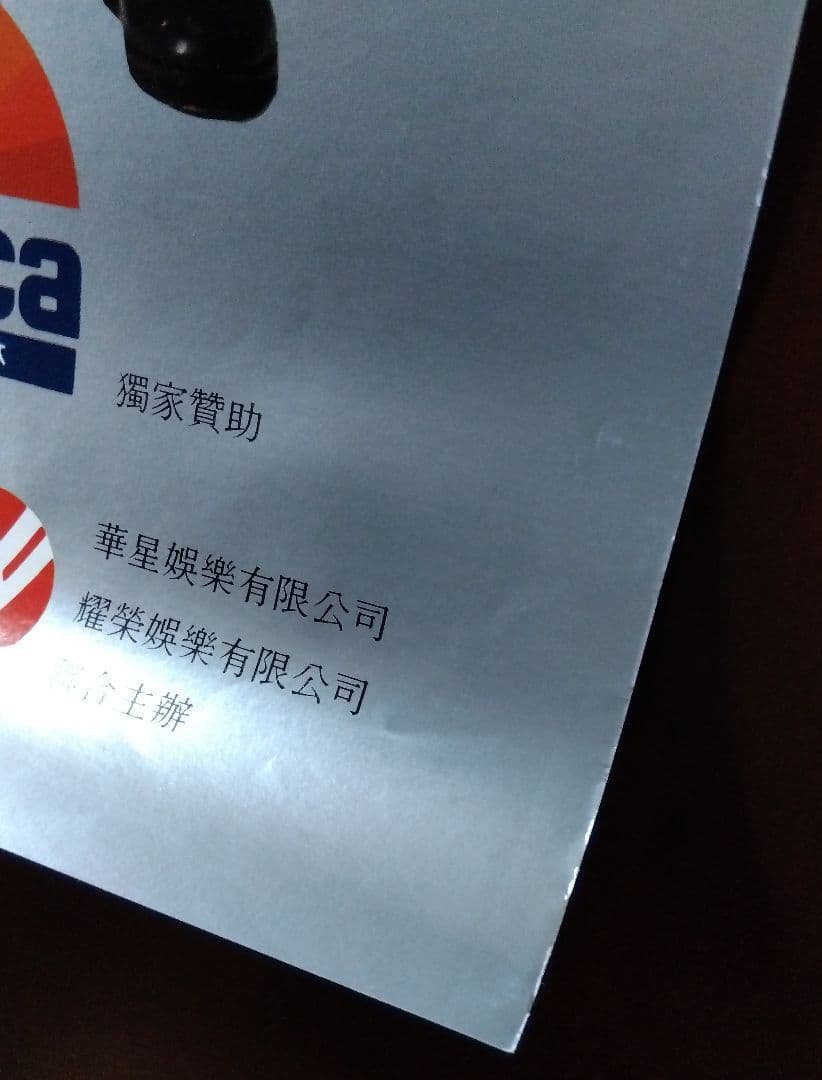 ca
獨家贊助
華星娛樂有限公司
耀榮娛樂有限公司
聯合主辦